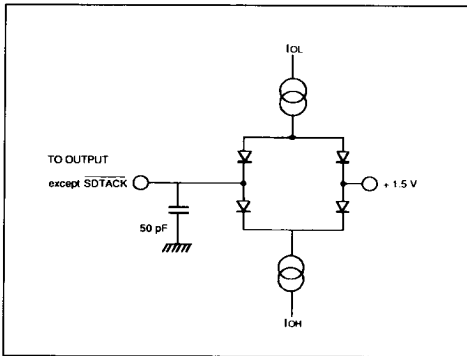 IOL
TO OUTPUT
except SDTACK
+ 1.5 V
50 pF
IOH